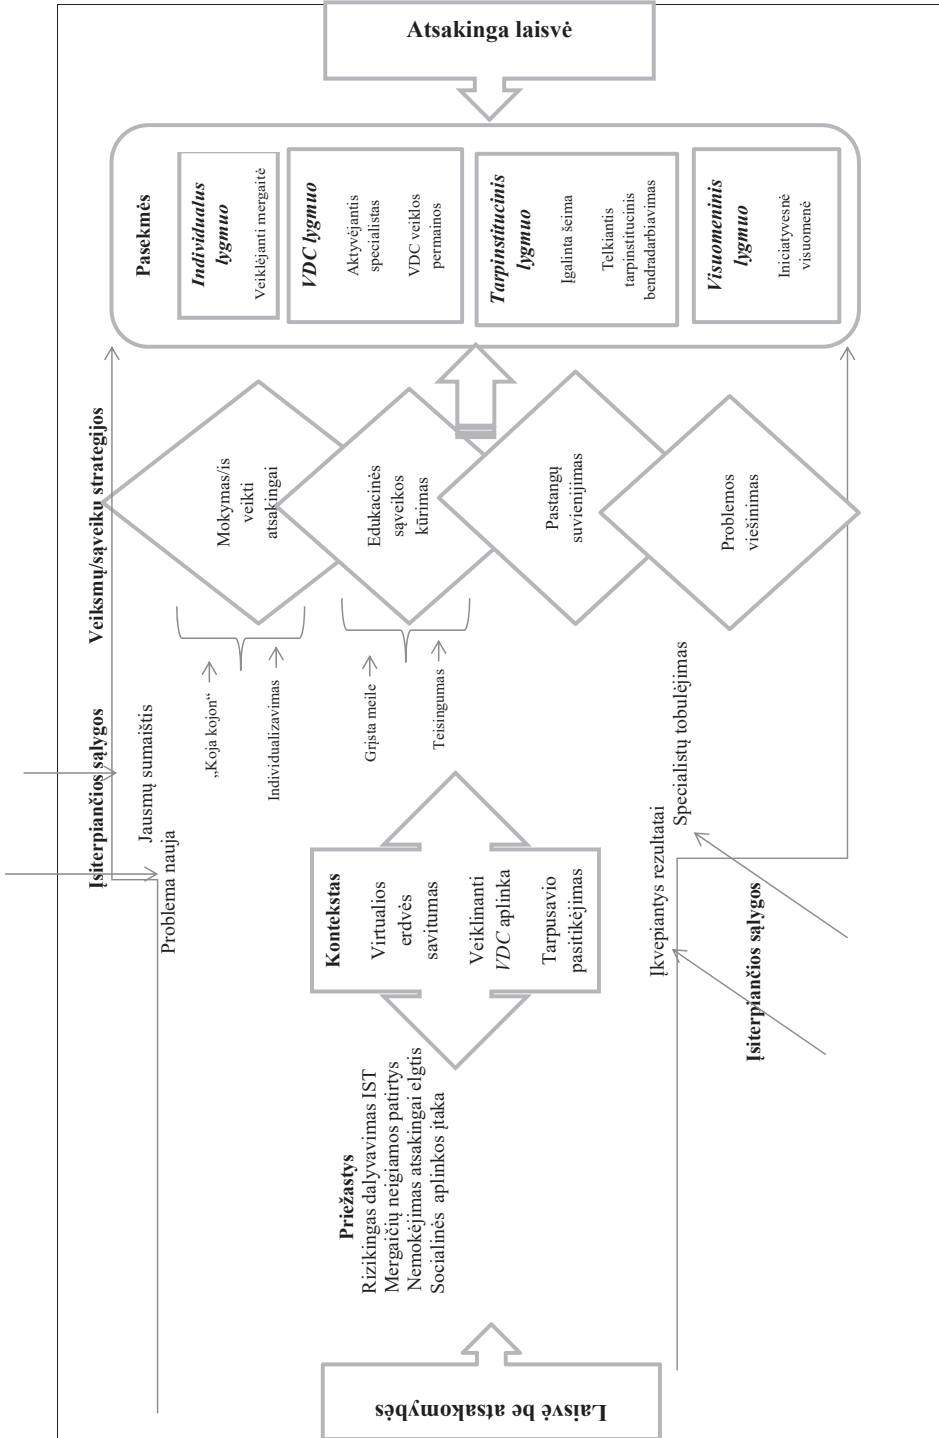 Atsakinga laisvė
Pasekmės
Individualus
lygmuo
Veiklėjanti mergaitė
VDC lygmuo
Aktyvėjantis
specialistas
VDC veiklos
permainos
Tarpinstitucinis
lygmuo
Įgalinta šeima
Telkiantis
tarpinstitucinis
bendradarbiavimas
Visuomeninis
lygmuo
Iniciatyvesnė
visuomenė
Veiksmų/sąveikų strategijos
Mokymas/is
veikti
atsakingai
Edukacinės
sąveikos
kūrimas
Pastangų
suvienijimas
Problemos
viešinimas
„Koja kojon“
Individualizavimas
Grįsta meile
Teisingumas
Įsiterpiančios sąlygos
Jausmų sumaištis
Problema nauja
Kontekstas
Virtualios
erdvės
savitumas
Veiklinanti
VDC aplinka
Tarpusavio
pasitikėjimas
Specialistų tobulėjimas
Įkvepiantys rezultatai
Įsiterpiančios sąlygos
Priežastys
Rizikingas dalyvavimas IST
Mergaičių neigiamos patirtys
Nemokėjimas atsakingai elgtis
Socialinės aplinkos įtaka
Laisvė be atsakomybės